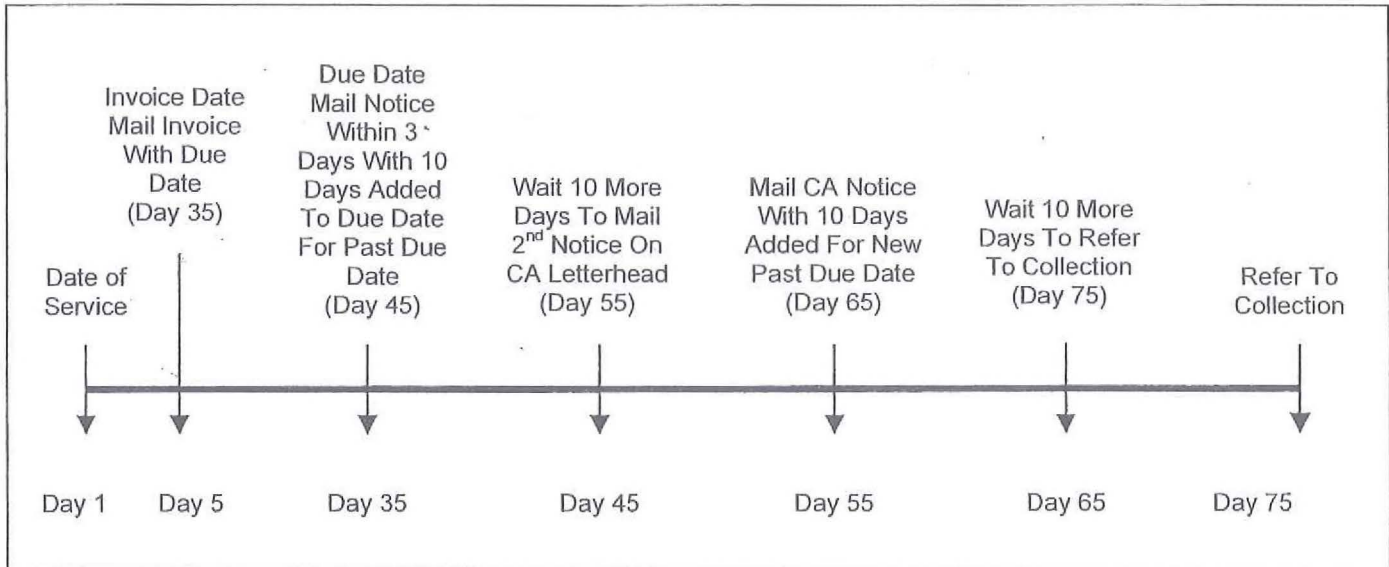 Date of
Service
Invoice Date
Mail Invoice
With Due
Date
(Day 35)
Due Date
Mail Notice
Within 3
Days With 10
Days Added
To Due Date
For Past Due
Date
(Day 45)
Wait 10 More
Days To Mail
2nd Notice On
CA Letterhead
(Day 55)
Mail CA Notice
With 10 Days
Added For New
Past Due Date
(Day 65)
Wait 10 More
Days To Refer
To Collection
(Day 75)
Refer To
Collection
Day 1
Day 5
Day 35
Day 45
Day 55
Day 65
Day 75